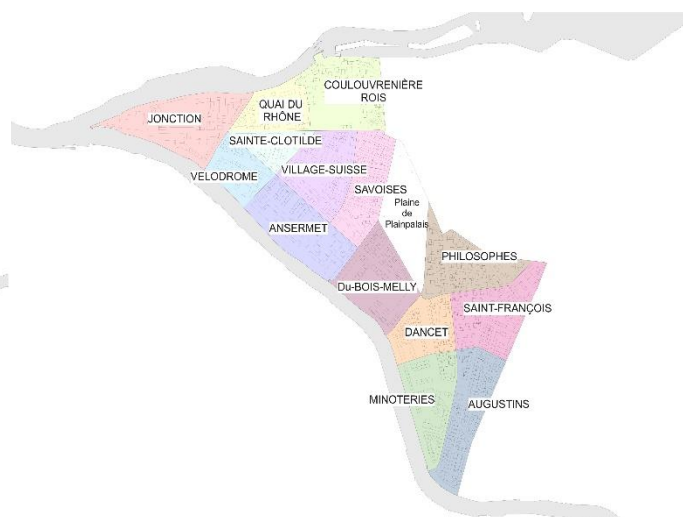 COULOUVRENIÈRE
ROIS
QUAI DU
RHÔNE
JONCTION
SAINTE-CLOTILDE
VILLAGE-SUISSE
VELODROME
SAVOISES
Plaine
de
Plainpalais
ANSERMET
PHILOSOPHES
Du-BOIS-MELLY
SAINT-FRANÇOIS
DANCET
MINOTERIES
AUGUSTINS